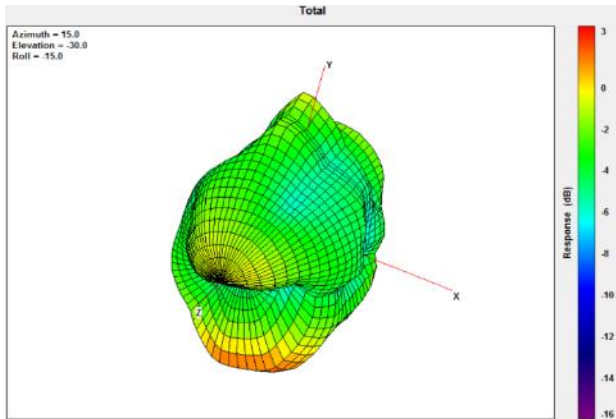 Total
Azimuth = 15.0
Elevation = -30.0
Roll = -15.0
Y
X
Z
3
0
-2
-4
-6
-8
-10
-12
-14
-16
Response (dB)